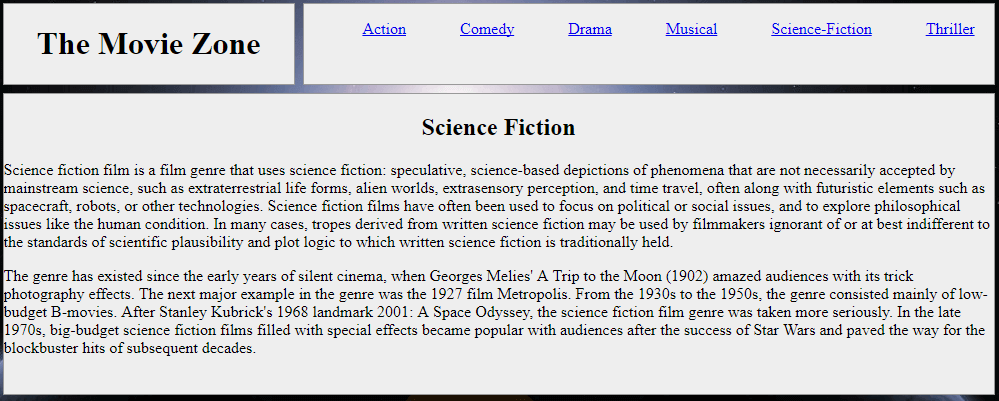 The Movie Zone
Action Comedy Drama Musical Science-Fiction Thriller
Science Fiction
Science fiction film is a film genre that uses science fiction: speculative, science-based depictions of phenomena that are not necessarily accepted by
mainstream science, such as extraterrestrial life forms, alien worlds, extrasensory perception, and time travel, often along with futuristic elements such as
spacecraft, robots, or other technologies. Science fiction films have often been used to focus on political or social issues, and to explore philosophical
issues like the human condition. In many cases, tropes derived from written science fiction may be used by filmmakers ignorant of or at best indifferent to
the standards of scientific plausibility and plot logic to which written science fiction is traditionally held.
The genre has existed since the early years of silent cinema, when Georges Melies' A Trip to the Moon (1902) amazed audiences with its trick
photography effects. The next major example in the genre was the 1927 film Metropolis. From the 1930s to the 1950s, the genre consisted mainly of low-
budget B-movies. After Stanley Kubrick's 1968 landmark 2001: A Space Odyssey, the science fiction film genre was taken more seriously. In the late
1970s, big-budget science fiction films filled with special effects became popular with audiences after the success of Star Wars and paved the way for the
blockbuster hits of subsequent decades.